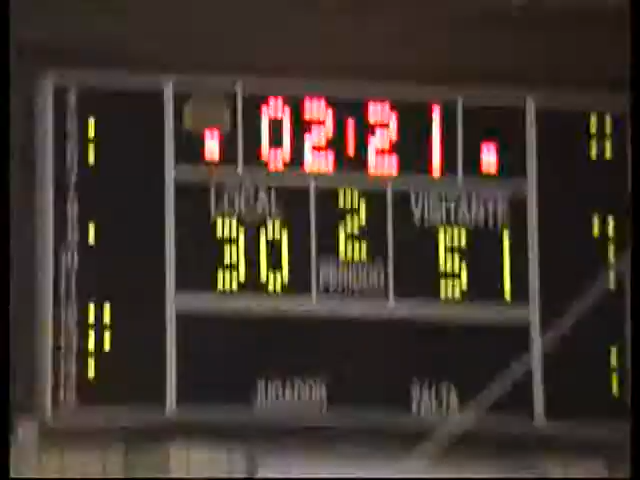 02:21
LOCAL 2 VISITANTE
30 51
PERIODO
JUGADOR FALTA